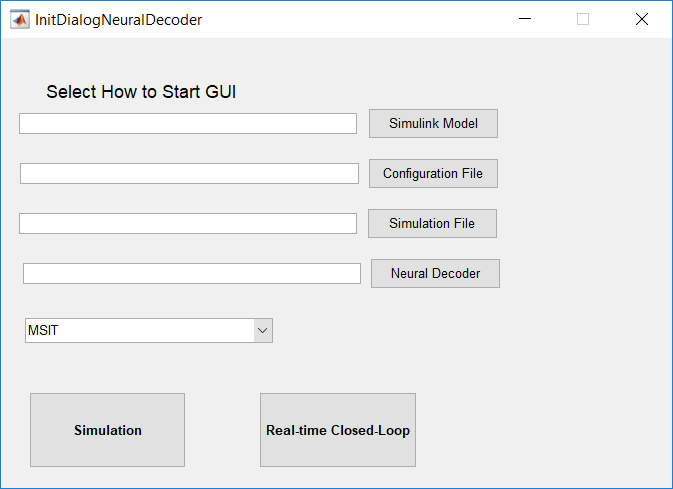 InitDialogNeuralDecoder
Select How to Start GUI
Simulink Model
Configuration File
Simulation File
Neural Decoder
MSIT
Simulation
Real-time Closed-Loop